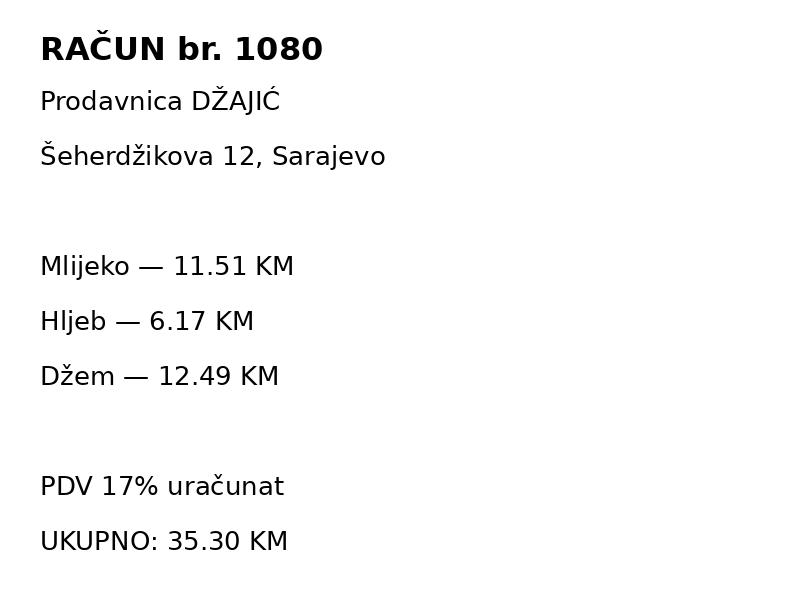 RAČUN br. 1080
Prodavnica DŽAJIĆ
Šeherdžikova 12, Sarajevo
Mlijeko — 11.51 KM
Hljeb — 6.17 KM
Džem — 12.49 KM
PDV 17% uračunat
UKUPNO: 35.30 KM